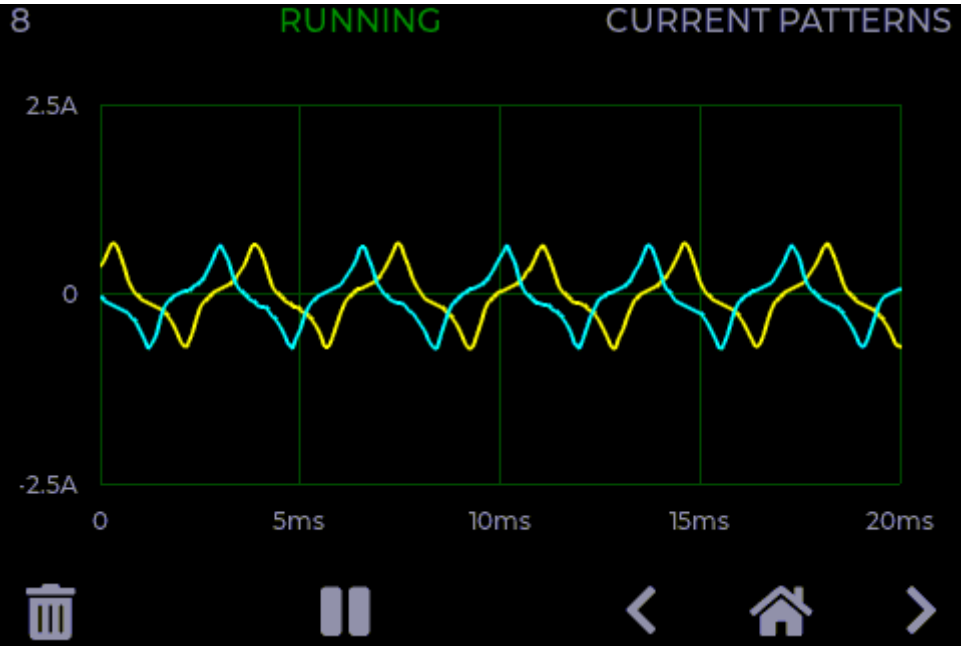 8 RUNNING CURRENT PATTERNS
2.5A
0
-2.5A
0 5ms 10ms 15ms 20ms